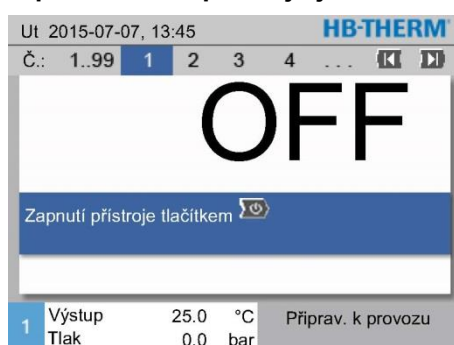 Ut 2015-07-07, 13:45 HB-THERM
Č.: 1..99 1 2 3 4 ...
OFF
Zapnutí přístroje tlačítkem
1 Výstup 25.0 °C Připrav. k provozu
Tlak 0.0 bar